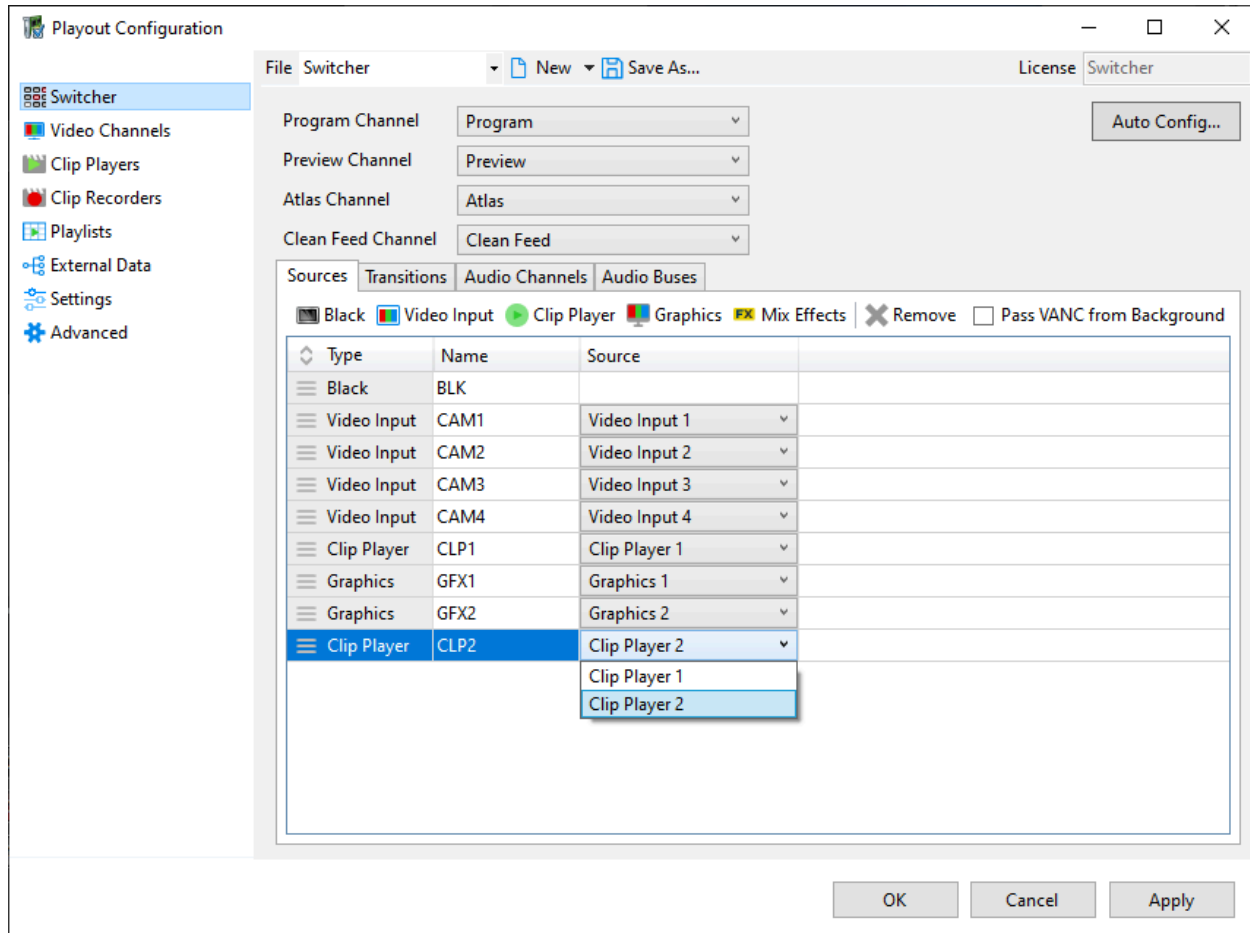 Playout Configuration
File Switcher New Save As... License Switcher
Switcher
Video Channels
Clip Players
Clip Recorders
Playlists
External Data
Settings
Advanced
Program Channel Program Auto Config...
Preview Channel Preview
Atlas Channel Atlas
Clean Feed Channel Clean Feed
Sources Transitions Audio Channels Audio Buses
Black Video Input Clip Player Graphics FX Mix Effects Remove Pass VANC from Background
Type Name Source
Black BLK
Video Input CAM1 Video Input 1
Video Input CAM2 Video Input 2
Video Input CAM3 Video Input 3
Video Input CAM4 Video Input 4
Clip Player CLP1 Clip Player 1
Graphics GFX1 Graphics 1
Graphics GFX2 Graphics 2
Clip Player CLP2 Clip Player 2
Clip Player 1
Clip Player 2
OK Cancel Apply